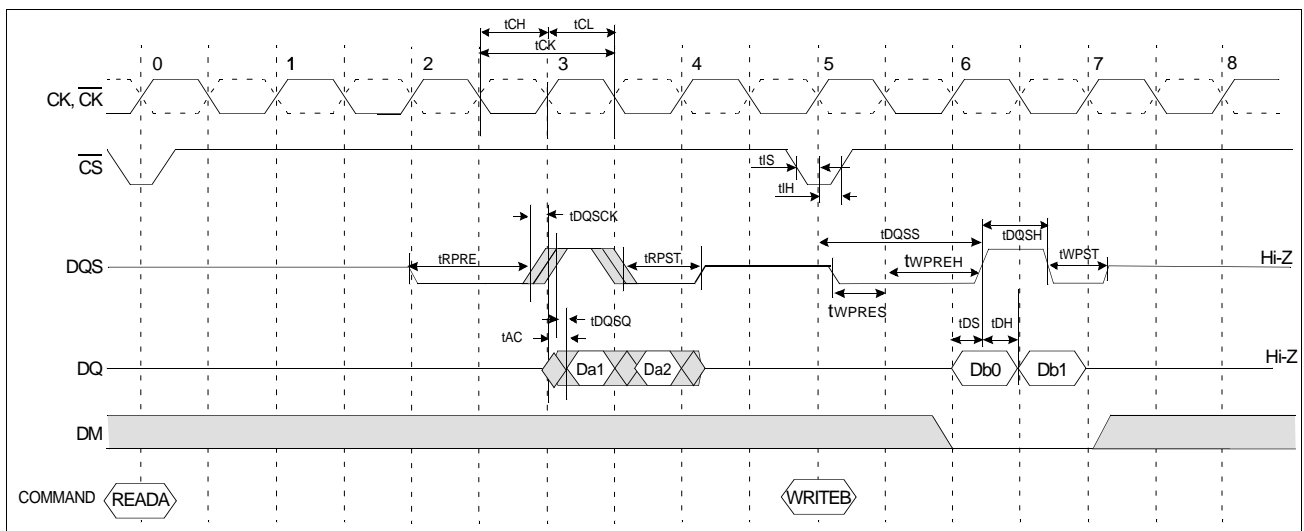 tCH tCL
tCK
0 1 2 3 4 5 6 7 8
CK, CK
CS
tIS
tIH
tDQSCK
tDQSS
tDQSH
DQS
tRPRE
tRPST
tWPREH
tWPST
Hi-Z
tWPRES
tDQSQ
tAC
tDS tDH
DQ
Da1 Da2
Db0 Db1
Hi-Z
DM
COMMAND READA WRITEB